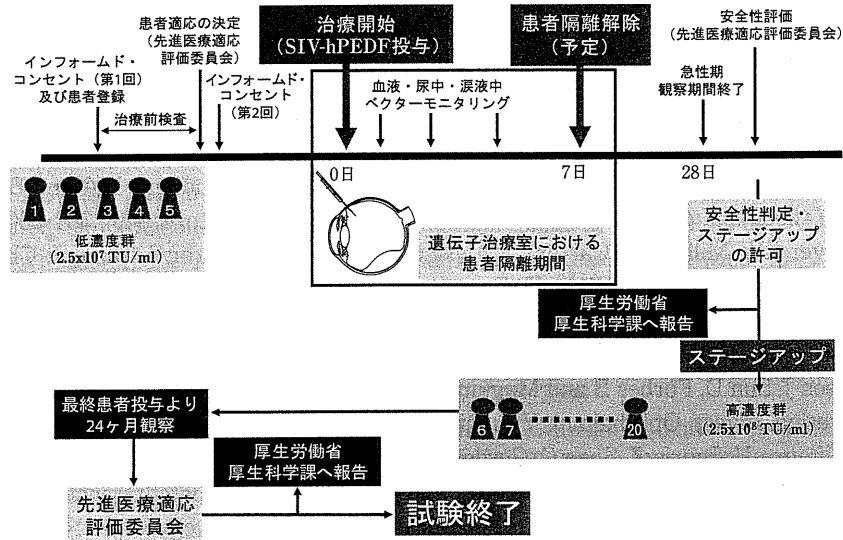 患者適応の決定
(先進医療適応
評価委員会)
治療開始
(SIV-hPEDF投与)
患者隔離解除
(予定)
安全性評価
(先進医療適応評価委員会)
インフォームド・
コンセント(第1回)
及び患者登録
治療前検査
インフォームド・
コンセント
(第2回)
血液・尿中・涙液中
ベクターモニタリング
急性期
観察期間終了
0日
7日
28日
1 2 3 4 5
低濃度群
(2.5x10⁷ TU/ml)
遺伝子治療室における
患者隔離期間
安全性判定・
ステージアップ
の許可
厚生労働省
厚生科学課へ報告
ステージアップ
6 7 20
高濃度群
(2.5x10⁸ TU/ml)
最終患者投与より
24ヶ月観察
厚生労働省
厚生科学課へ報告
先進医療適応
評価委員会
試験終了